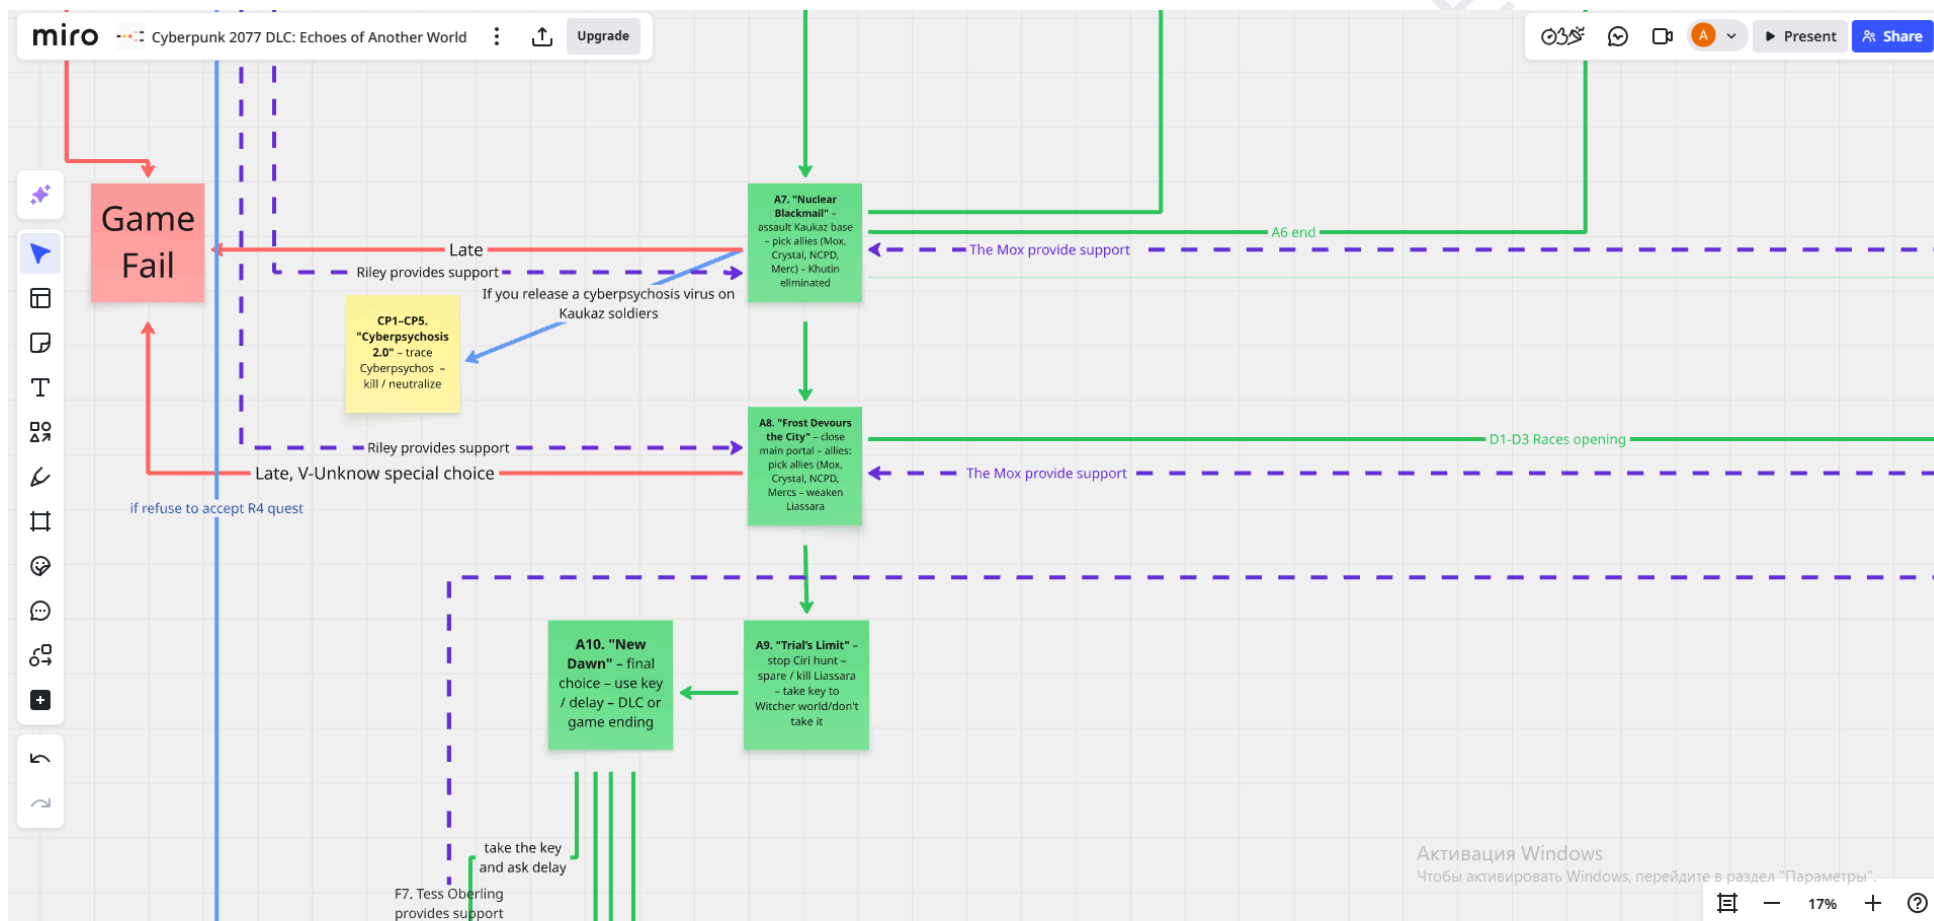 miro
Cyberpunk 2077 DLC: Echoes of Another World
Upgrade
A
Present
Share
Game
Fail
Late
Riley provides support
If you release a cyberpsychosis virus on
Kaukaz soldiers
CP1–CP5.
"Cyberpsychosis
2.0" – trace
Cyberpsychos –
kill / neutralize
A7. "Nuclear
Blackmail" –
assault Kaukaz base
– pick allies (Mox,
Crystal, NCPD,
Merc) – Khutin
eliminated
A6 end
The Mox provide support
Riley provides support
Late, V-Unknow special choice
if refuse to accept R4 quest
A8. "Frost Devours
the City" – close
main portal – allies:
pick allies (Mox,
Crystal, NCPD,
Mercs – weaken
Liassara
D1-D3 Races opening
The Mox provide support
A10. "New
Dawn" – final
choice – use key
/ delay – DLC or
game ending
A9. "Trial's Limit" –
stop Ciri hunt –
spare / kill Liassara
– take key to
Witcher world/don't
take it
take the key
and ask delay
F7. Tess Oberling
provides support
Активация Windows
Чтобы активировать Windows, перейдите в раздел "Параметры".
17%